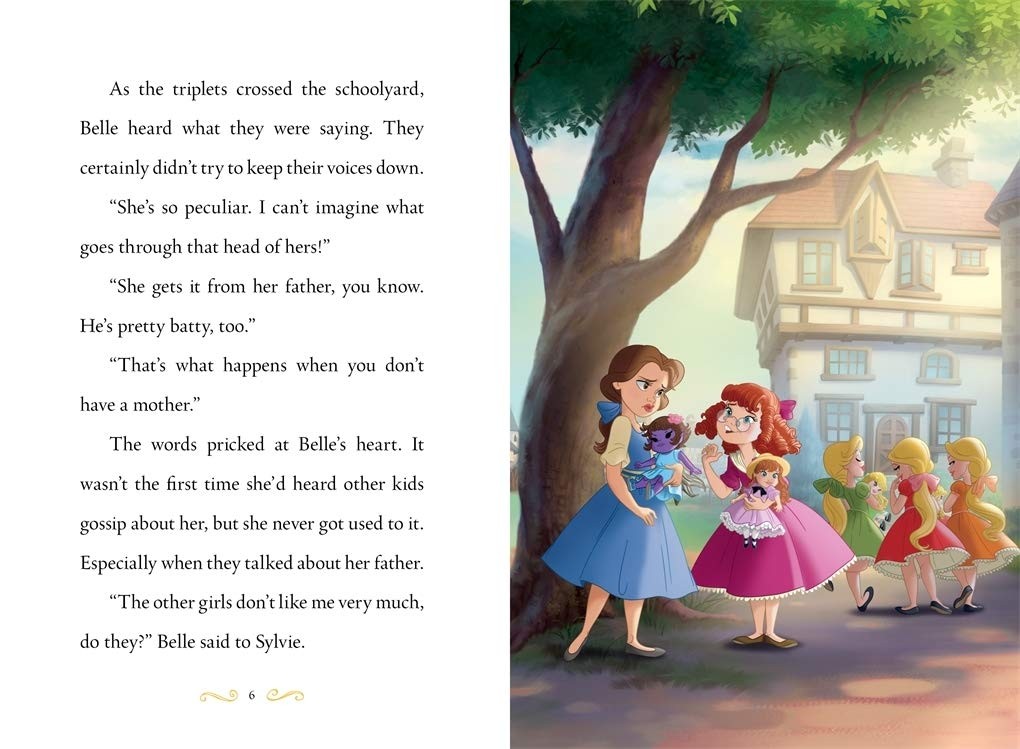 As the triplets crossed the schoolyard,
Belle heard what they were saying. They
certainly didn’t try to keep their voices down.
“She’s so peculiar. I can’t imagine what
goes through that head of hers!”
“She gets it from her father, you know.
He’s pretty batty, too.”
“That’s what happens when you don’t
have a mother.”
The words pricked at Belle’s heart. It
wasn’t the first time she’d heard other kids
gossip about her, but she never got used to it.
Especially when they talked about her father.
“The other girls don’t like me very much,
do they?” Belle said to Sylvie.
6